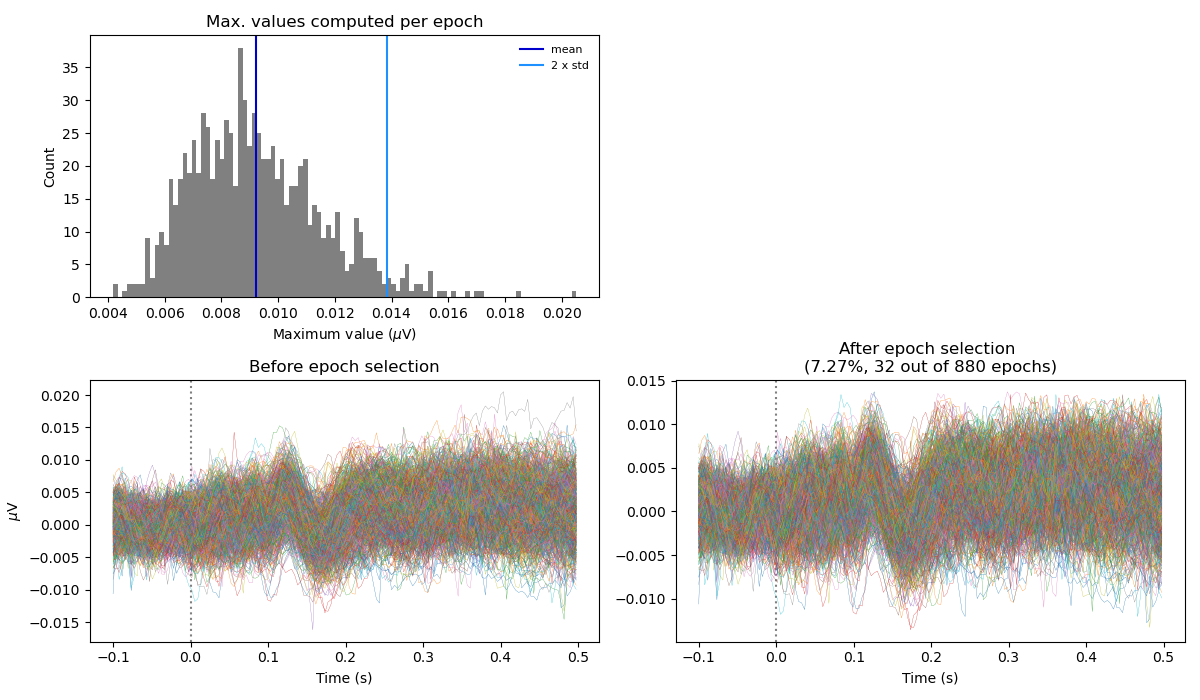 Max. values computed per epoch
mean
2 x std
Count
35
30
25
20
15
10
5
0
0.004 0.006 0.008 0.010 0.012 0.014 0.016 0.018 0.020
Maximum value (μV)
Before epoch selection
μV
0.020
0.015
0.010
0.005
0.000
−0.005
−0.010
−0.015
−0.1 0.0 0.1 0.2 0.3 0.4 0.5
Time (s)
After epoch selection
(7.27%, 32 out of 880 epochs)
0.015
0.010
0.005
0.000
−0.005
−0.010
−0.1 0.0 0.1 0.2 0.3 0.4 0.5
Time (s)